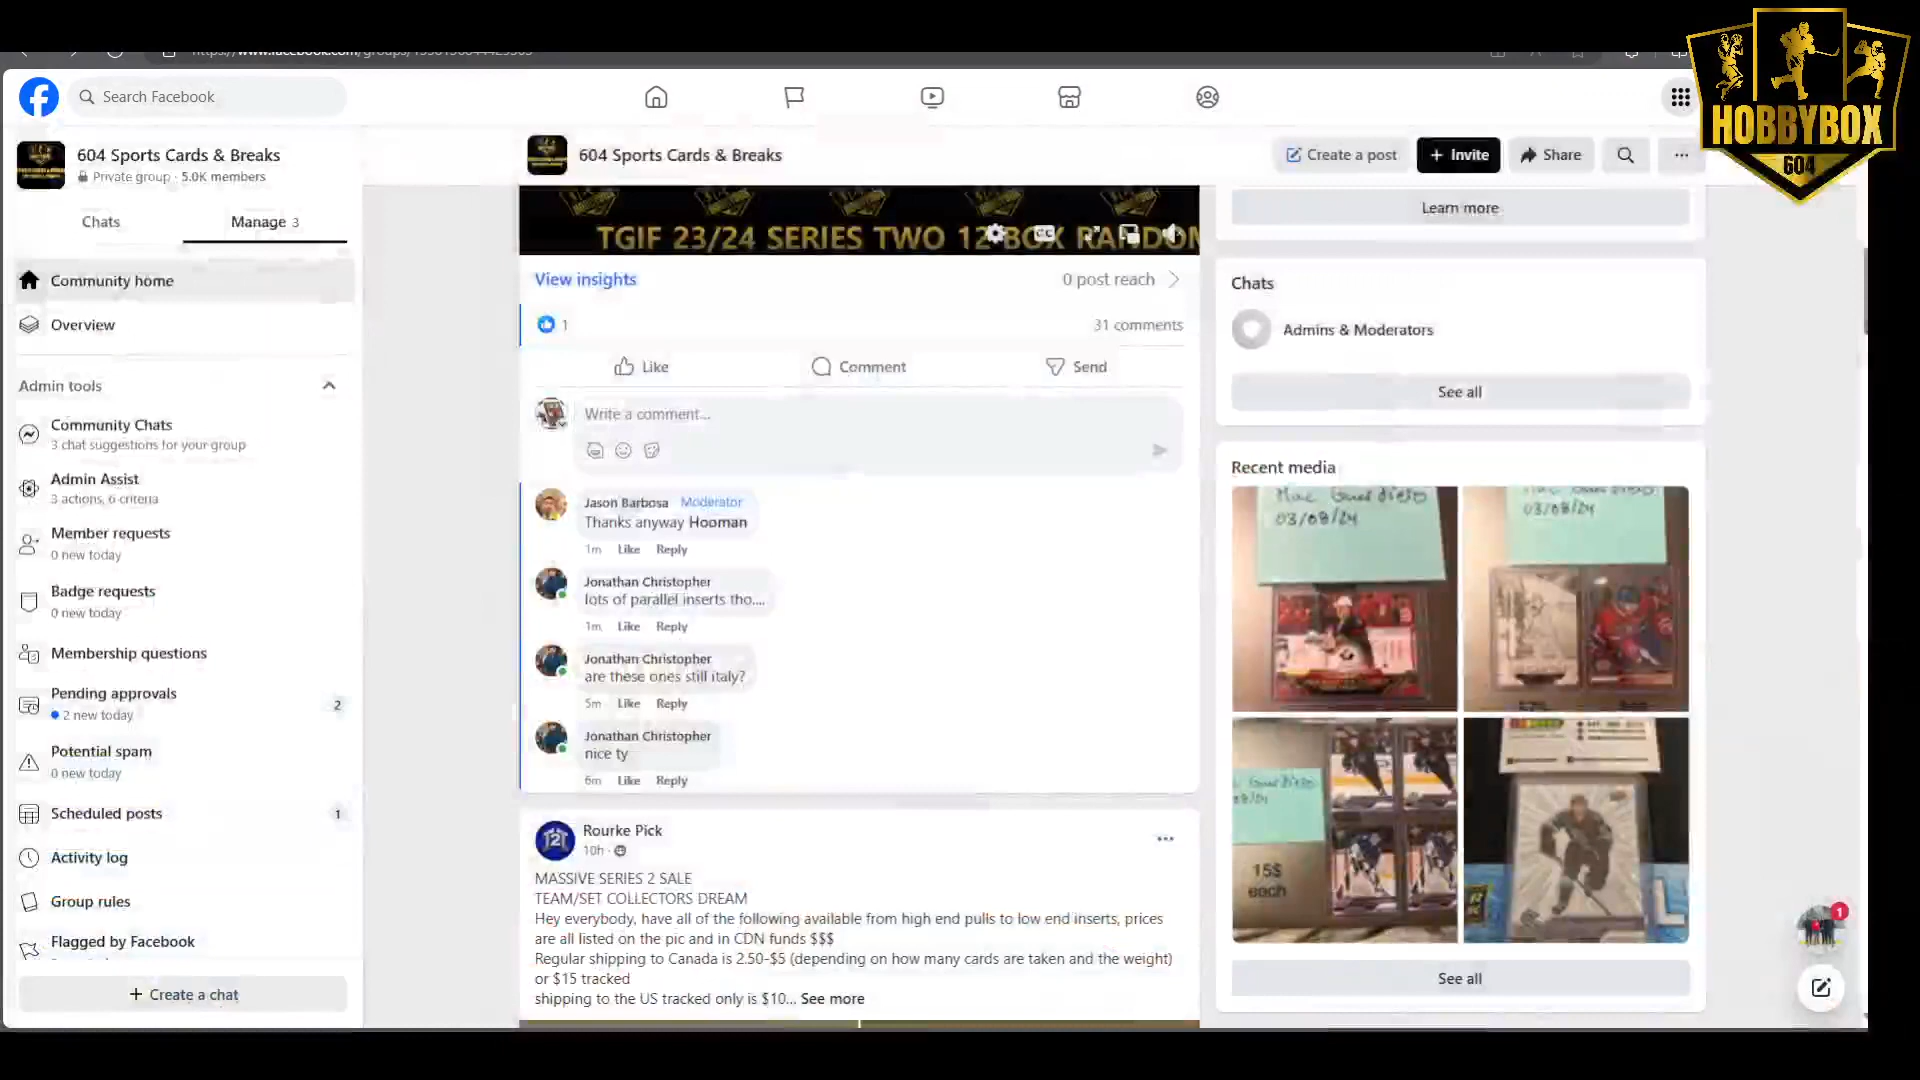 HOBBYBOX
604
Search Facebook
604 Sports Cards & Breaks
Private group · 5.0K members
Chats
Manage 3
Community home
Overview
Admin tools
Community Chats
3 chat suggestions for your group
Admin Assist
3 actions, 6 criteria
Member requests
0 new today
Badge requests
0 new today
Membership questions
Pending approvals
2 new today
2
Potential spam
0 new today
Scheduled posts
1
Activity log
Group rules
Flagged by Facebook
+ Create a chat
604 Sports Cards & Breaks
Create a post
+ Invite
Share
TGIF 23/24 SERIES TWO 12 BOX RANDOM
CC
View insights
0 post reach
1
31 comments
Like
Comment
Send
Write a comment...
Jason Barbosa Moderator
Thanks anyway Hooman
1m Like Reply
Jonathan Christopher
lots of parallel inserts tho....
1m Like Reply
Jonathan Christopher
are these ones still italy?
5m Like Reply
Jonathan Christopher
nice ty
6m Like Reply
Rourke Pick
10h ·
MASSIVE SERIES 2 SALE
TEAM/SET COLLECTORS DREAM
Hey everybody, have all of the following available from high end pulls to low end inserts, prices
are all listed on the pic and in CDN funds $$$
Regular shipping to Canada is 2.50-$5 (depending on how many cards are taken and the weight)
or $15 tracked
shipping to the US tracked only is $10... See more
Learn more
Chats
Admins & Moderators
See all
Recent media
03/08/24
03/08/24
15$
each
See all
1